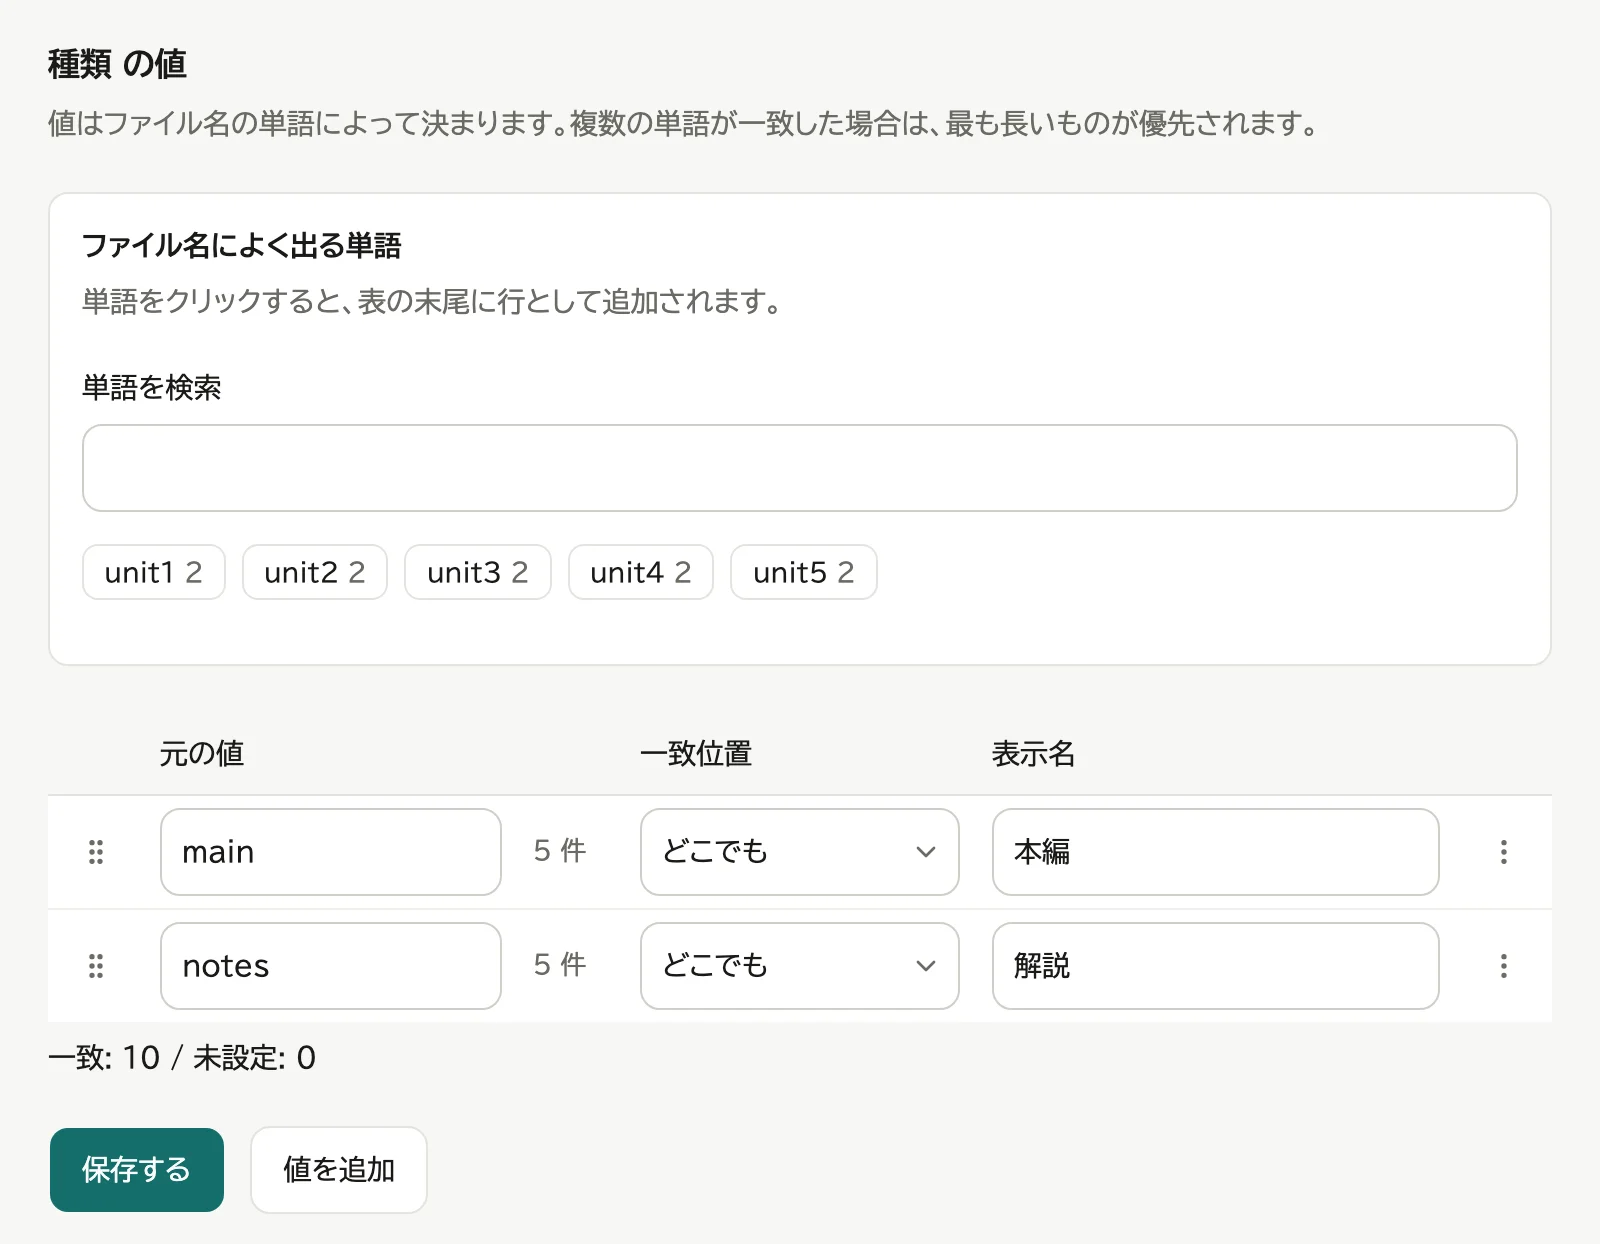 種類 の値
値はファイル名の単語によって決まります。複数の単語が一致した場合は、最も長いものが優先されます。
ファイル名によく出る単語
単語をクリックすると、表の末尾に行として追加されます。
単語を検索
unit1 2 unit2 2 unit3 2 unit4 2 unit5 2
元の値 一致位置 表示名
main 5 件 どこでも 本編
notes 5 件 どこでも 解説
一致: 10 / 未設定: 0
保存する 値を追加